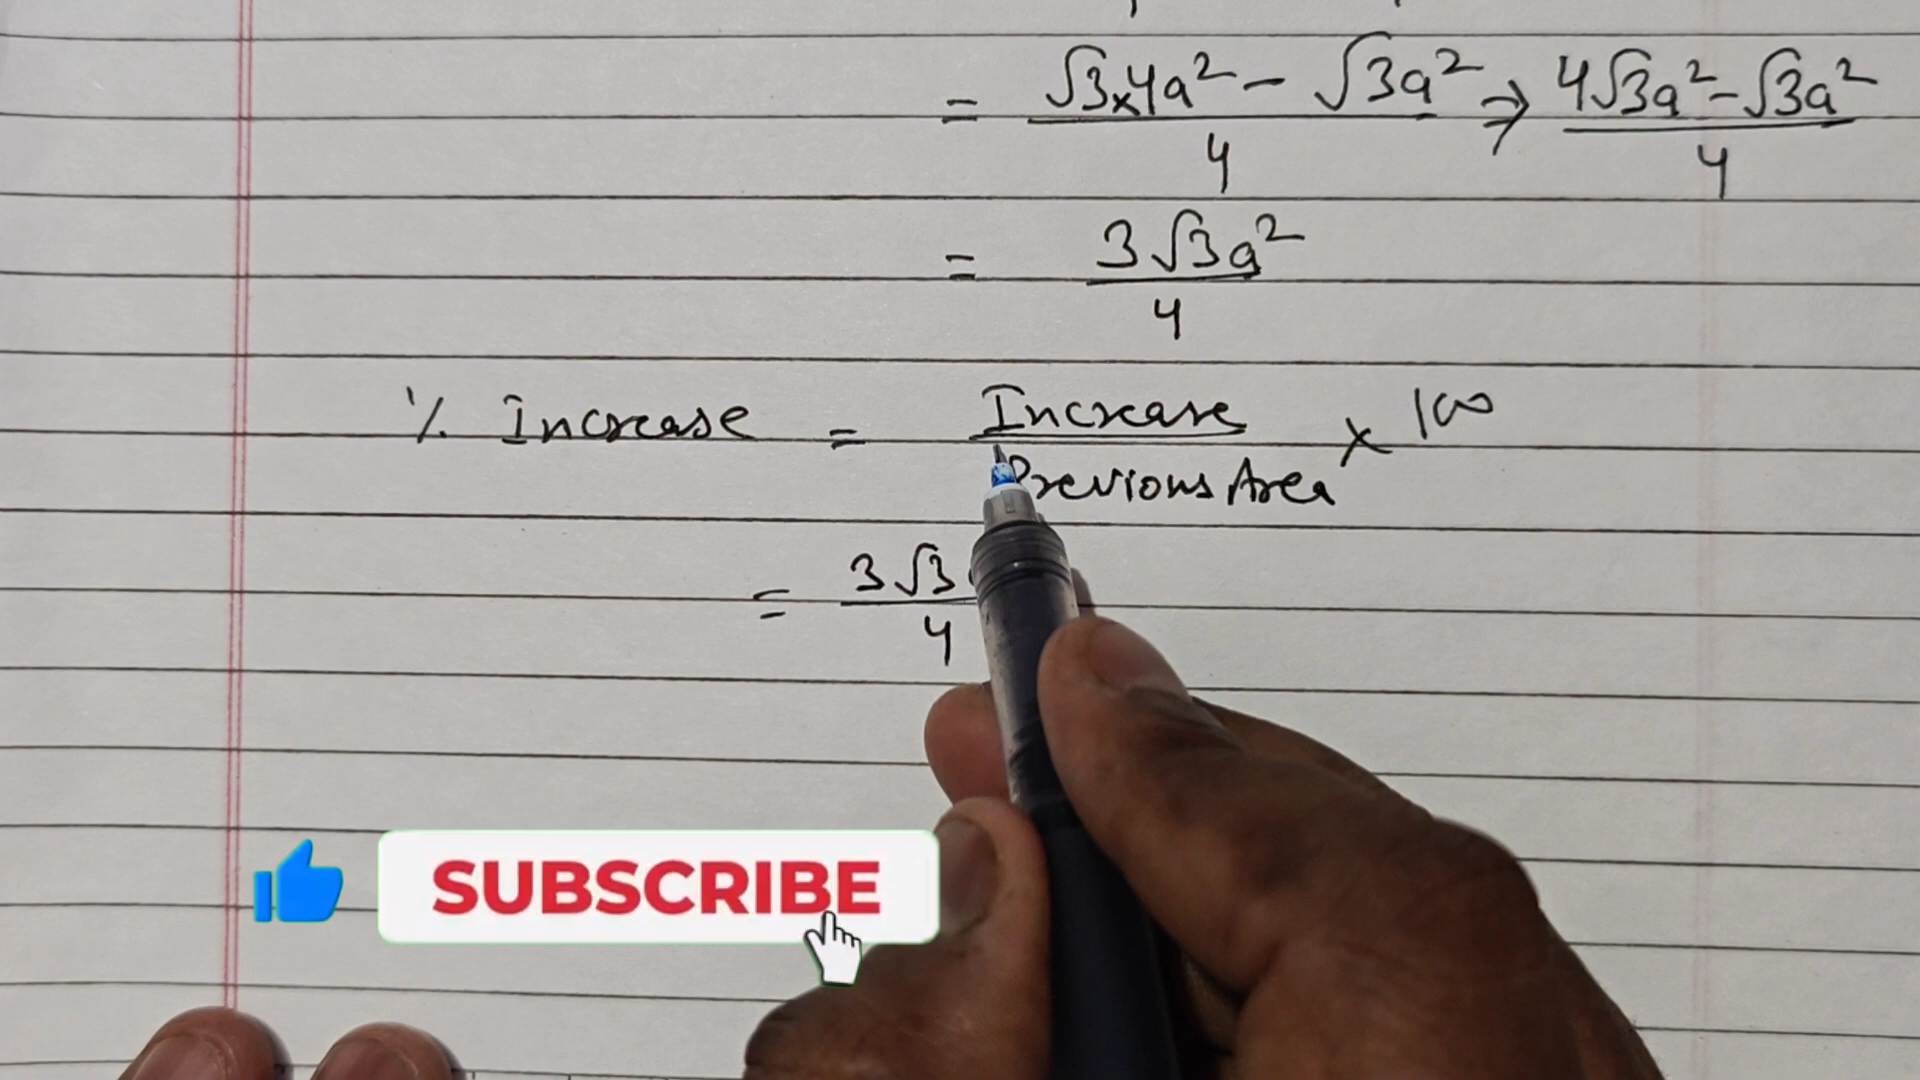 = √3×4a² - √3a² / 4 ⇒ 4√3a² - √3a² / 4
= 3√3a² / 4
% Increase = Increase / Previous Area × 100
= 3√3 / 4
SUBSCRIBE